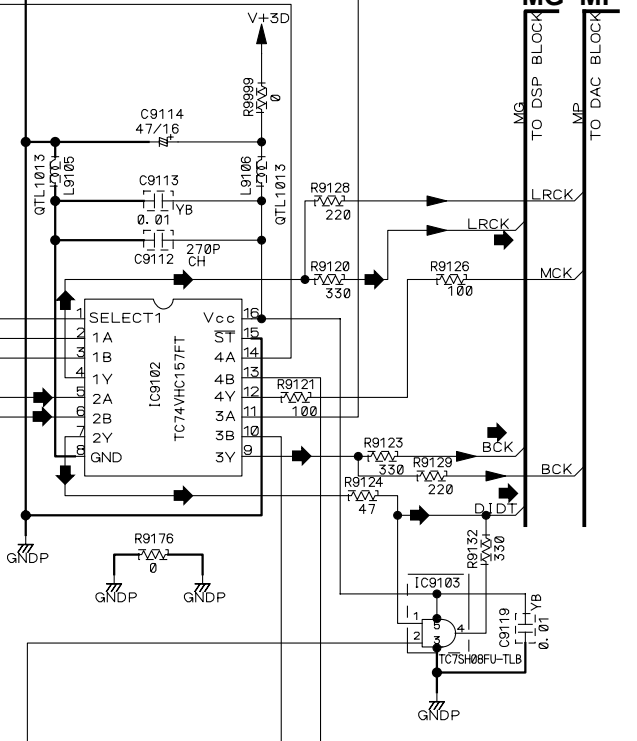 MG MP
V+3D
R9999
0
C9114
47/16
+
QTL1013
L9105
L9106
QTL1013
C9113
YB
0.01
C9112
270P
CH
R9128
220
R9120
330
R9126
100
MG
TO DSP BLOCK
MP
TO DAC BLOCK
LRCK
LRCK
MCK
1 SELECT1
2 1A
3 1B
4 1Y
5 2A
6 2B
7 2Y
8 GND
IC9102
TC74VHC157FT
Vcc 16
ST 15
4A 14
4B 13
4Y 12
3A 11
3B 10
3Y 9
R9121
100
R9123
330
R9129
220
R9124
47
BCK
BCK
DIDT
R9132
330
GNDP
R9176
0
GNDP
GNDP
IC9103
1
2
5
3
4
TC7SH08FU-TLB
C9119
YB
0.01
GNDP